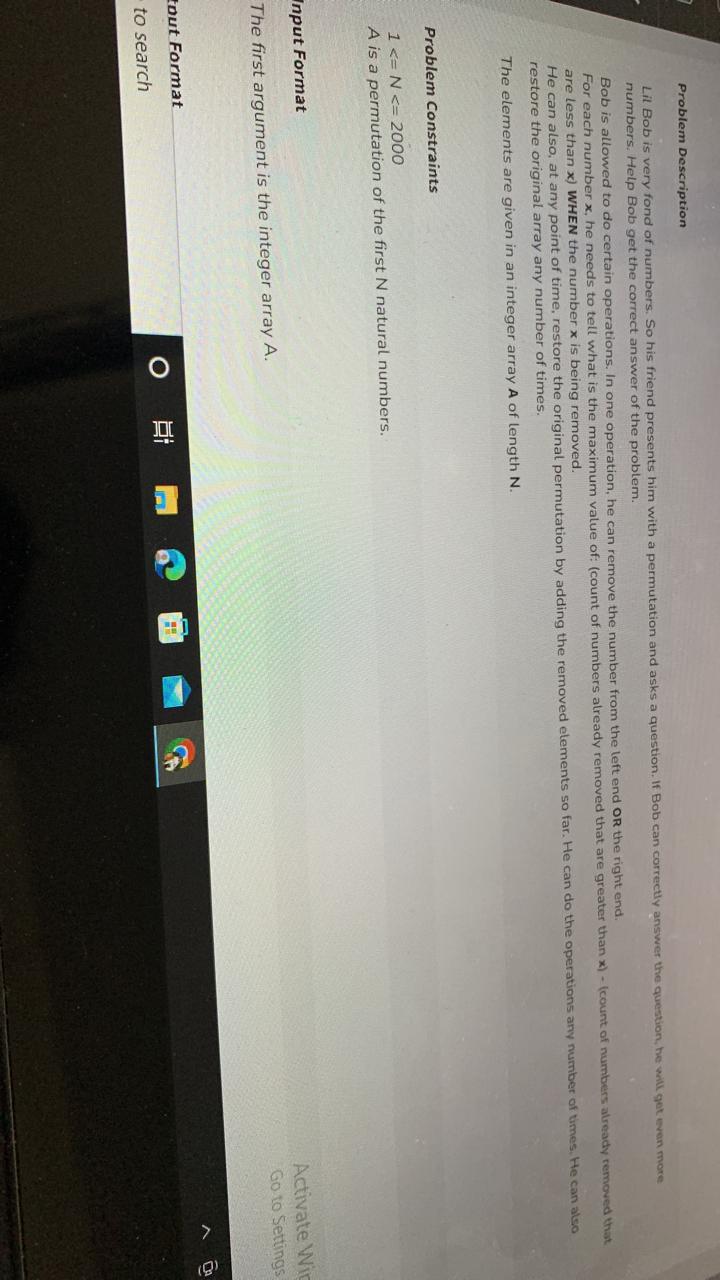 Problem Description
Lil Bob is very fond of numbers. So his friend presents him with a permutation and asks a question. If Bob can correctly answer the question, he will get even more
numbers. Help Bob get the correct answer of the problem.
Bob is allowed to do certain operations. In one operation, he can remove the number from the left end OR the right end.
For each number x, he needs to tell what is the maximum value of: (count of numbers already removed that are greater than x) - (count of numbers already removed that
are less than x) WHEN the number x is being removed.
He can also, at any point of time, restore the original permutation by adding the removed elements so far. He can do the operations any number of times. He can also
restore the original array any number of times.
The elements are given in an integer array A of length N.
Problem Constraints
1 <= N <= 2000
A is a permutation of the first N natural numbers.
Input Format
The first argument is the integer array A.
Activate Win
Go to Settings
tput Format
to search